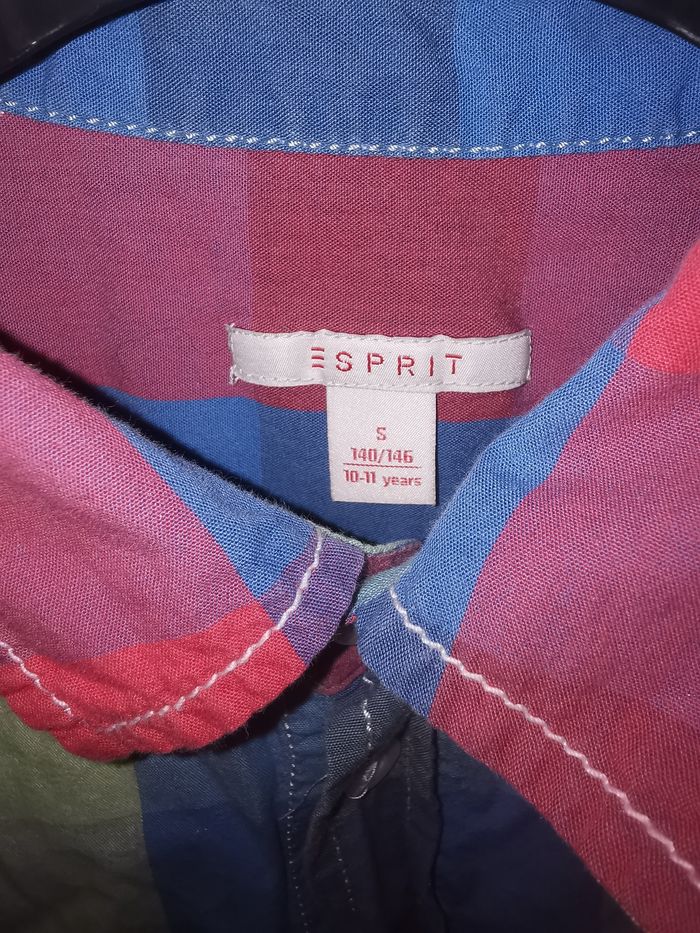 ESPRIT
S
140/146
10-11 years